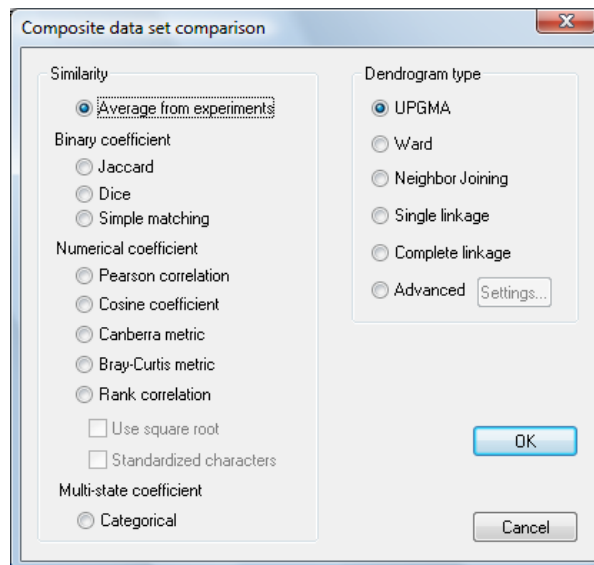 Composite data set comparison
Similarity
Average from experiments
Binary coefficient
Jaccard
Dice
Simple matching
Numerical coefficient
Pearson correlation
Cosine coefficient
Canberra metric
Bray-Curtis metric
Rank correlation
Use square root
Standardized characters
Multi-state coefficient
Categorical
Dendrogram type
UPGMA
Ward
Neighbor Joining
Single linkage
Complete linkage
Advanced Settings...
OK
Cancel